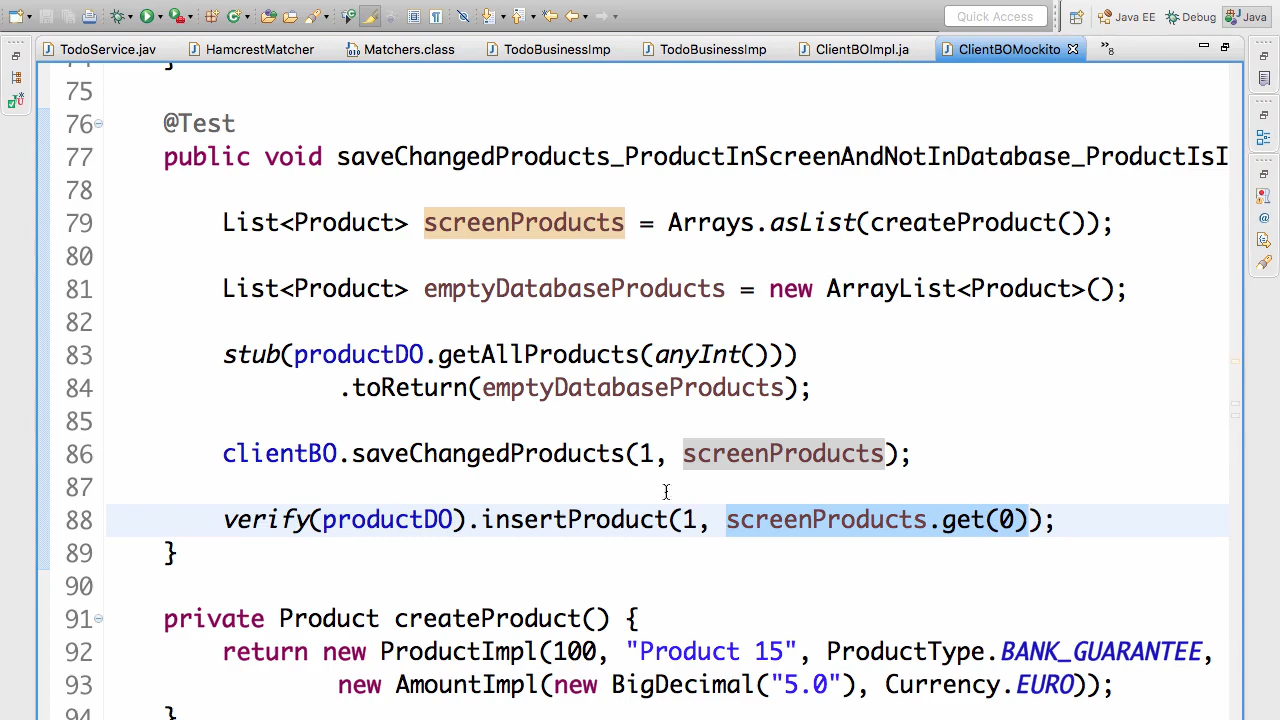 Quick Access Java EE Debug Java
TodoService.jav HamcrestMatcher Matchers.class TodoBusinessImp TodoBusinessImp ClientBOImpl.ja ClientBOMockito »8
75
76 @Test
77 public void saveChangedProducts_ProductInScreenAndNotInDatabase_ProductIsI
78
79 List<Product> screenProducts = Arrays.asList(createProduct());
80
81 List<Product> emptyDatabaseProducts = new ArrayList<Product>();
82
83 stub(productDO.getAllProducts(anyInt()))
84 .toReturn(emptyDatabaseProducts);
85
86 clientBO.saveChangedProducts(1, screenProducts);
87
88 verify(productDO).insertProduct(1, screenProducts.get(0));
89 }
90
91 private Product createProduct() {
92 return new ProductImpl(100, "Product 15", ProductType.BANK_GUARANTEE,
93 new AmountImpl(new BigDecimal("5.0"), Currency.EURO));
94 }